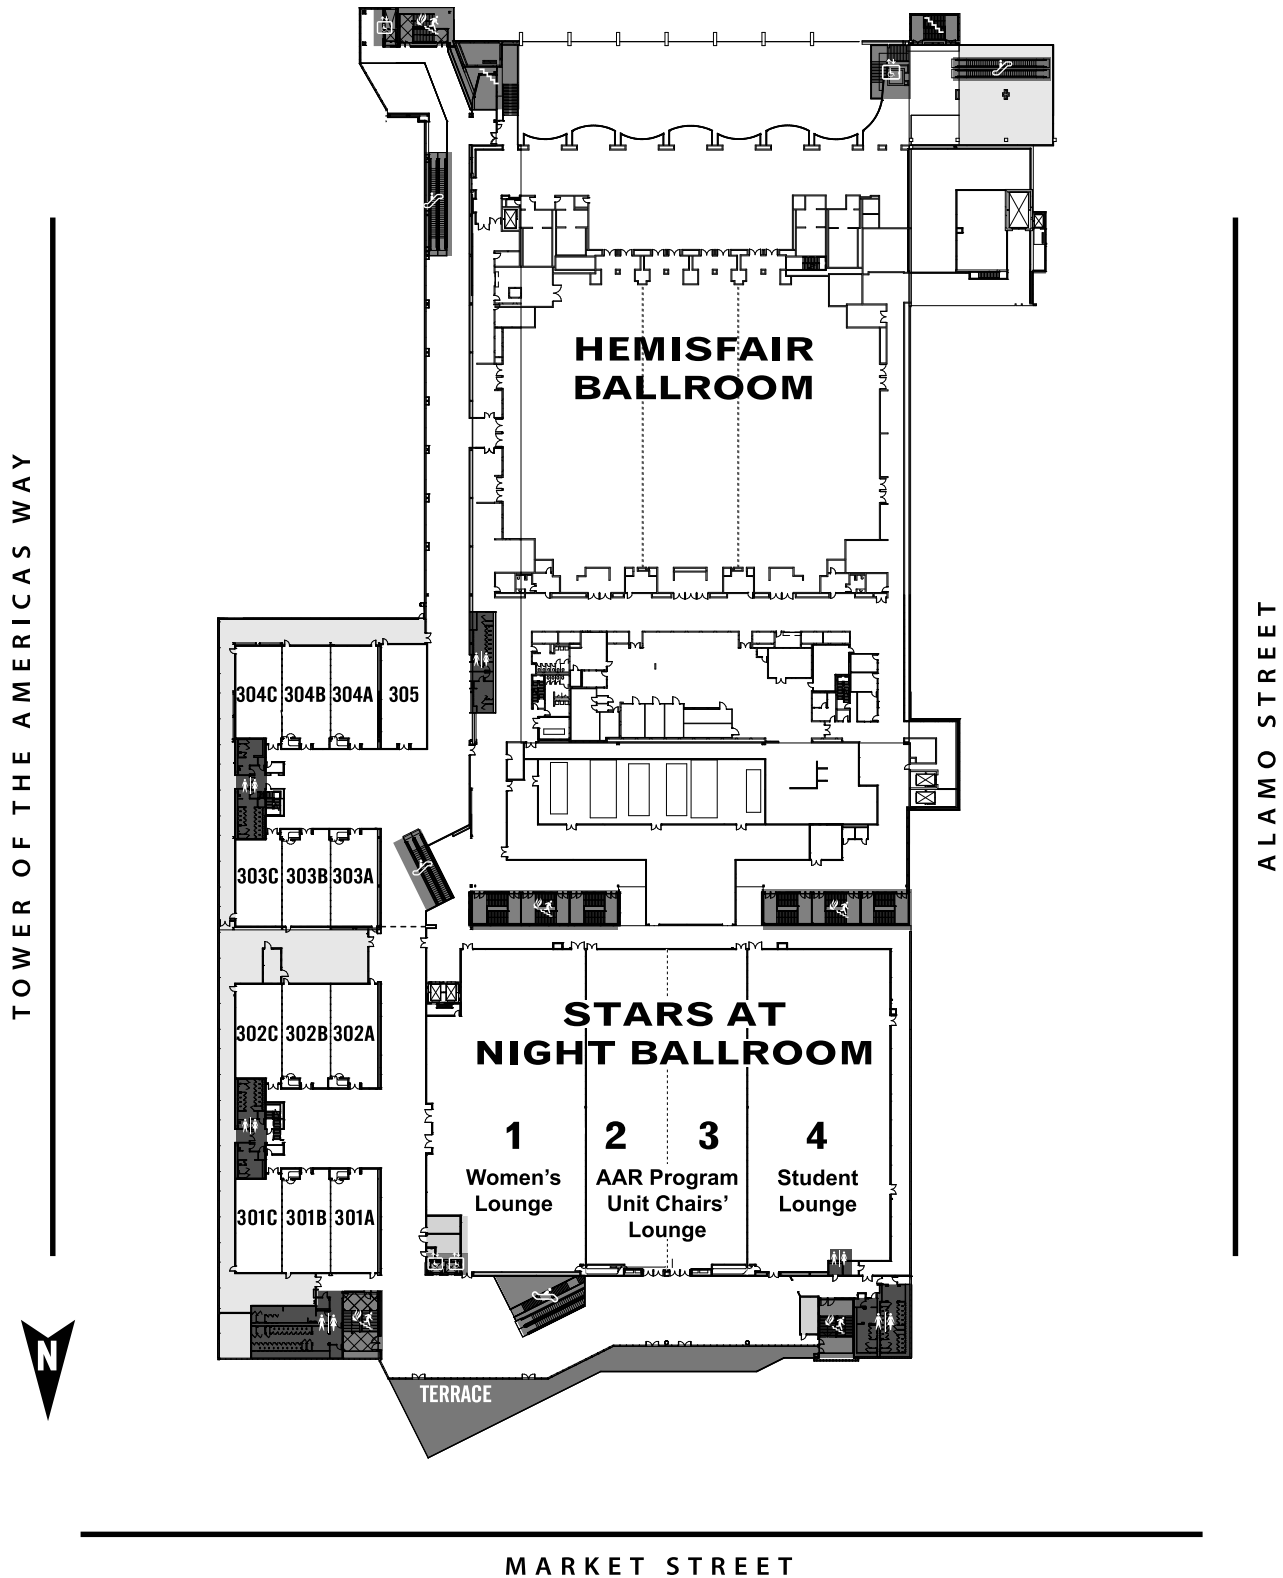 HEMISFAIR
BALLROOM
TOWER OF THE AMERICAS WAY
ALAMO STREET
304C 304B 304A 305
303C 303B 303A
302C 302B 302A
STARS AT
NIGHT BALLROOM
1 2 3 4
Women's
Lounge
AAR Program
Unit Chairs'
Lounge
Student
Lounge
301C 301B 301A
N
TERRACE
MARKET STREET